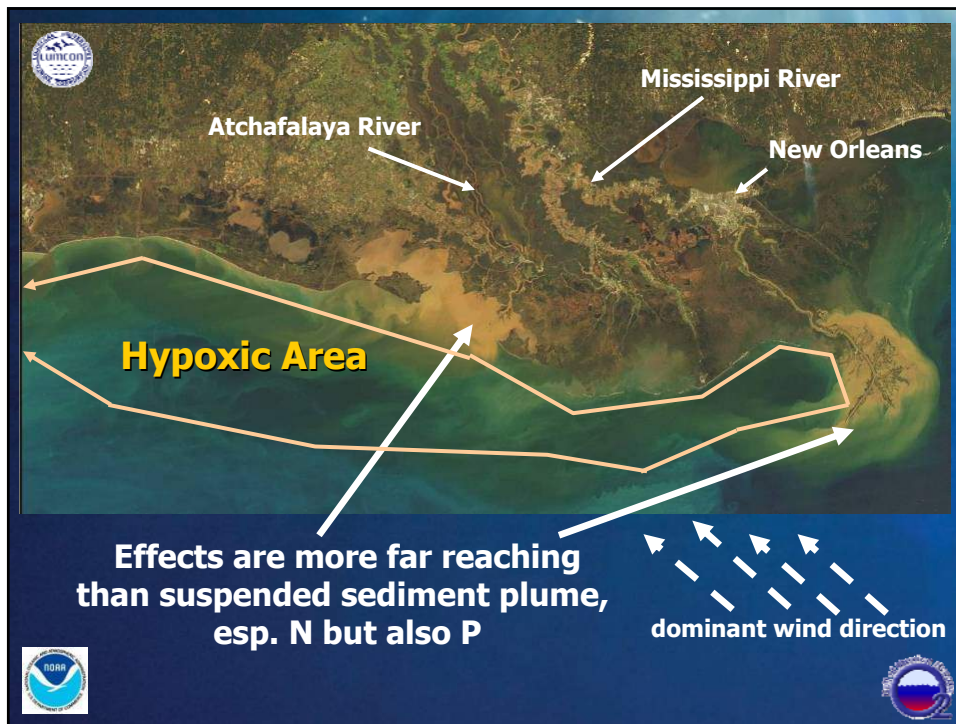 LUMCON
Mississippi River
Atchafalaya River
New Orleans
Hypoxic Area
Effects are more far reaching
than suspended sediment plume,
esp. N but also P
dominant wind direction
NOAA